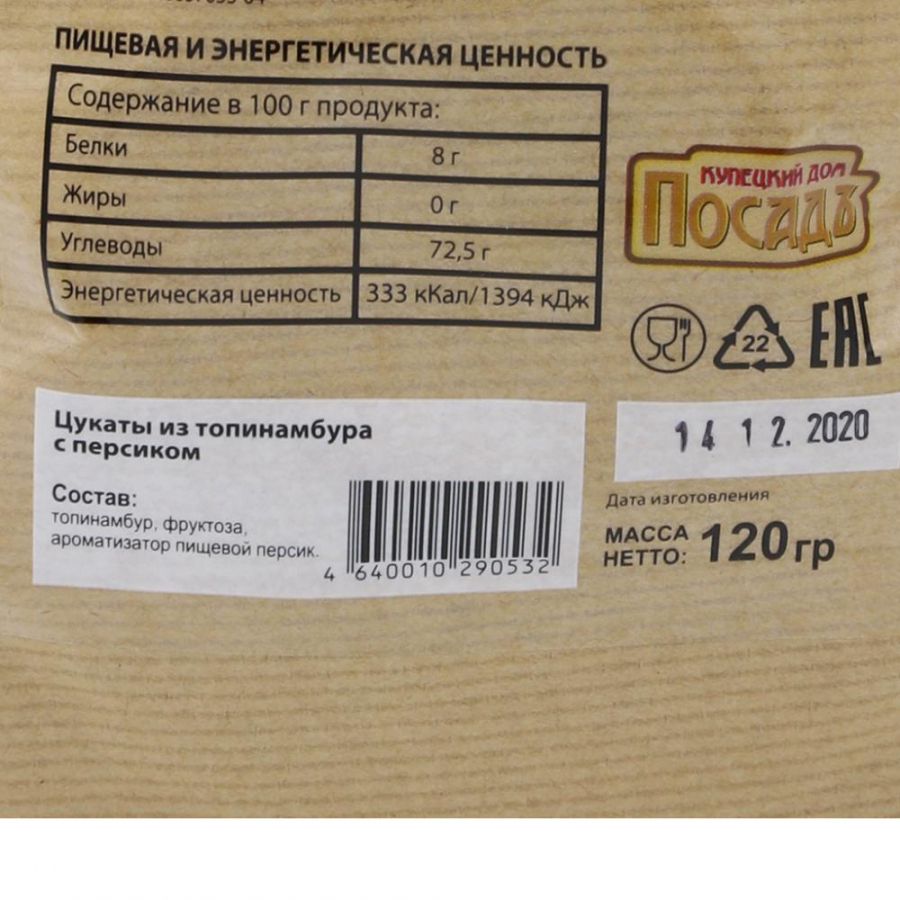 ПИЩЕВАЯ И ЭНЕРГЕТИЧЕСКАЯ ЦЕННОСТЬ
Содержание в 100 г продукта:
Белки 8 г
Жиры 0 г
Углеводы 72,5 г
Энергетическая ценность 333 кКал/1394 кДж
КУПЕЦКИЙ ДОМ
ПОСАДЪ
22
EAC
Цукаты из топинамбура
с персиком
Состав:
топинамбур, фруктоза,
ароматизатор пищевой персик.
4 640010 290532
14 12. 2020
Дата изготовления
МАССА
НЕТТО: 120 гр